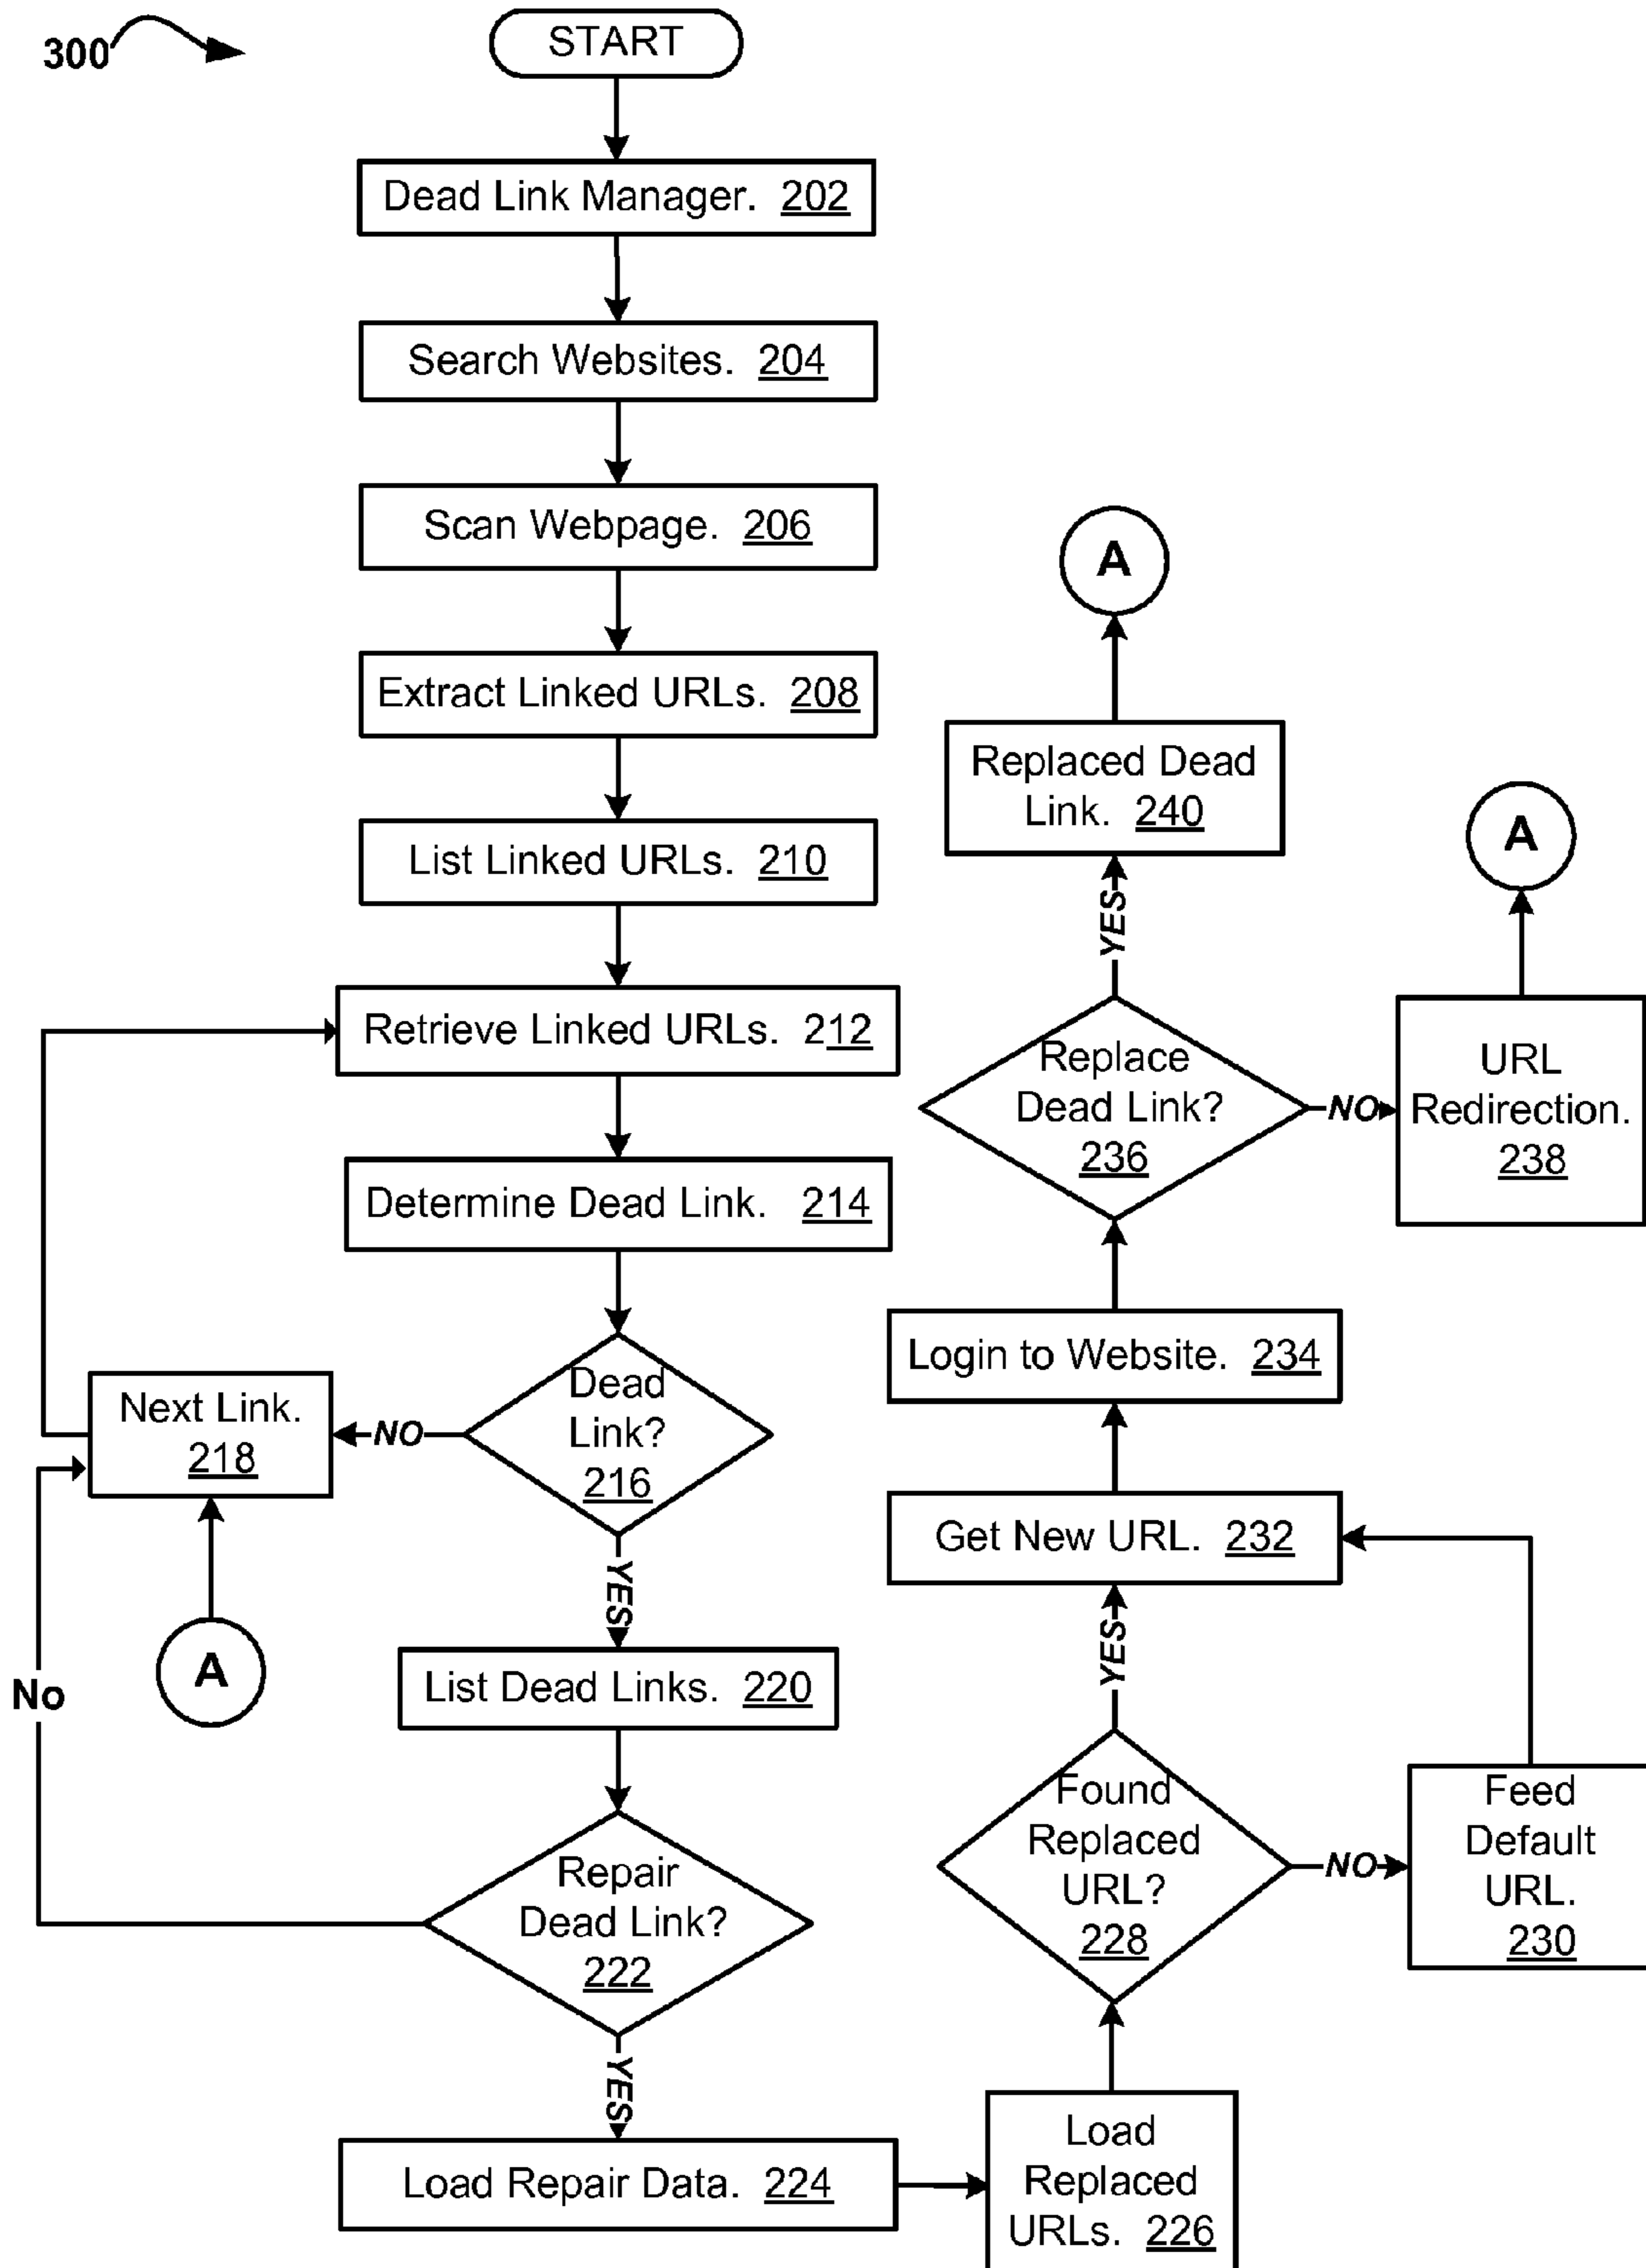 300
START
Dead Link Manager. 202
Search Websites. 204
Scan Webpage. 206
Extract Linked URLs. 208
List Linked URLs. 210
Retrieve Linked URLs. 212
Determine Dead Link. 214
Dead
Link?
216
NO
Next Link.
218
A
YES
List Dead Links. 220
Repair
Dead Link?
222
No
YES
Load Repair Data. 224
Load
Replaced
URLs. 226
Found
Replaced
URL?
228
NO
Feed
Default
URL.
230
YES
Get New URL. 232
Login to Website. 234
Replace
Dead Link?
236
NO
URL
Redirection.
238
A
YES
Replaced Dead
Link. 240
A